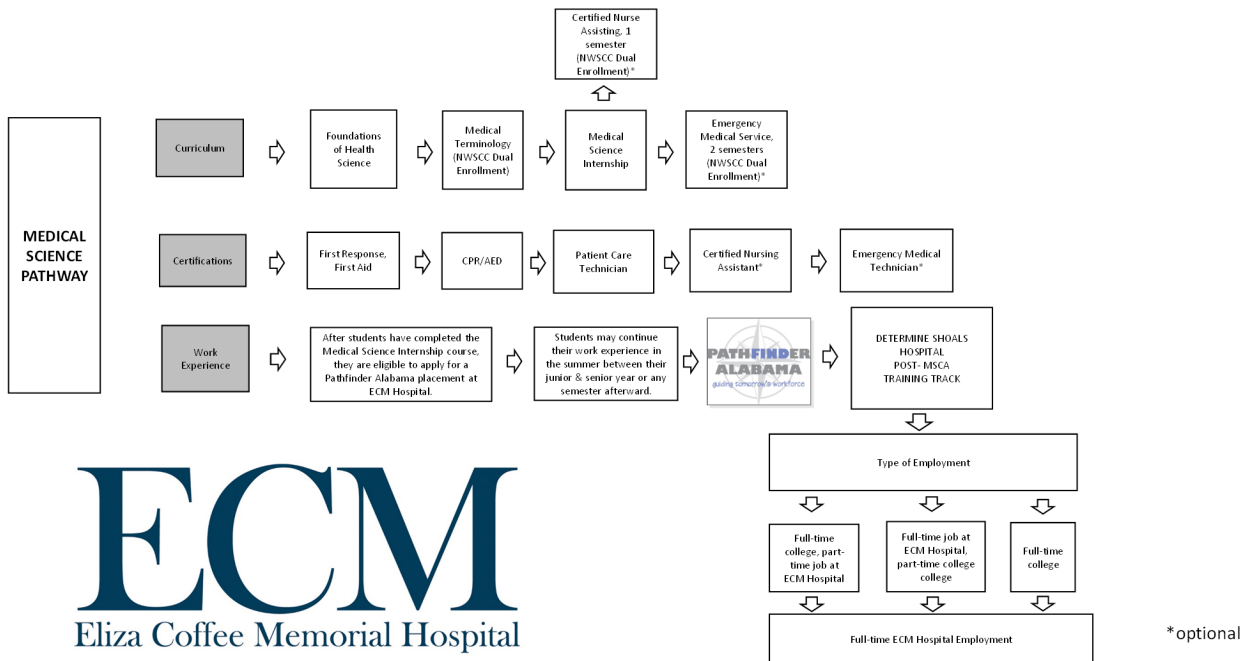 Certified Nurse
Assisting, 1
semester
(NWSCC Dual
Enrollment)*
MEDICAL
SCIENCE
PATHWAY
Curriculum
Foundations
of Health
Science
Medical
Terminology
(NWSCC Dual
Enrollment)
Medical
Science
Internship
Emergency
Medical Service,
2 semesters
(NWSCC Dual
Enrollment)*
Certifications
First Response,
First Aid
CPR/AED
Patient Care
Technician
Certified Nursing
Assistant*
Emergency Medical
Technician*
Work
Experience
After students have completed the
Medical Science Internship course,
they are eligible to apply for a
Pathfinder Alabama placement at
ECM Hospital.
Students may continue
their work experience in
the summer between their
junior & senior year or any
semester afterward.
PATHFINDER
ALABAMA
guiding tomorrow's workforce
DETERMINE SHOALS
HOSPITAL
POST- MSCA
TRAINING TRACK
Type of Employment
Full-time
college, part-
time job at
ECM Hospital
Full-time job at
ECM Hospital,
part-time college
college
Full-time
college
Full-time ECM Hospital Employment
ECM
Eliza Coffee Memorial Hospital
*optional